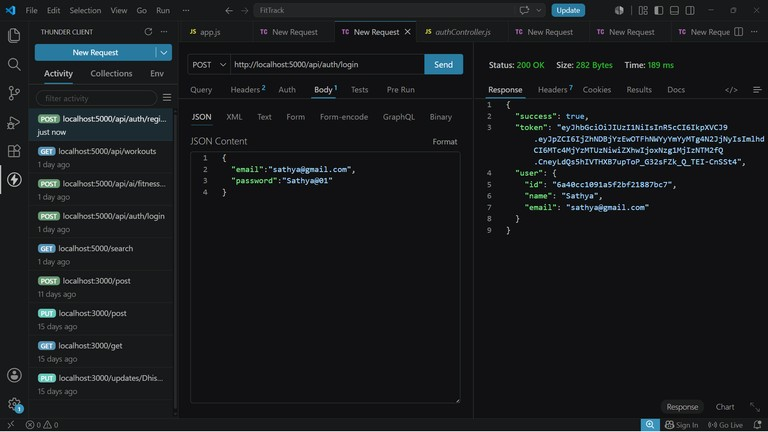 File Edit Selection View Go Run ··· FitTrack Update
THUNDER CLIENT ···
New Request
Activity Collections Env
filter activity
POST localhost:5000/api/auth/regi...
just now
GET localhost:5000/api/workouts
1 day ago
POST localhost:5000/api/ai/fitness...
1 day ago
POST localhost:5000/api/auth/login
1 day ago
GET localhost:5000/search
1 day ago
POST localhost:3000/post
11 days ago
PUT localhost:3000/post
15 days ago
GET localhost:3000/get
15 days ago
PUT localhost:3000/updates/Dhis...
15 days ago
JS app.js TC New Request TC New Request JS authController.js TC New Request TC New Request TC New Reque
POST http://localhost:5000/api/auth/login Send
Query Headers 2 Auth Body 1 Tests Pre Run
JSON XML Text Form Form-encode GraphQL Binary
JSON Content Format
1 {
2 "email":"sathya@gmail.com",
3 "password":"Sathya@01"
4 }
Status: 200 OK Size: 282 Bytes Time: 189 ms
Response Headers 7 Cookies Results Docs </>
1 {
2 "success": true,
3 "token":
4 "user": {
5 "id": "6a40cc1091a5f2bf21887bc7",
6 "name": "Sathya",
7 "email": "sathya@gmail.com"
8 }
9 }
Response Chart
0 0 Sign In Go Live
1